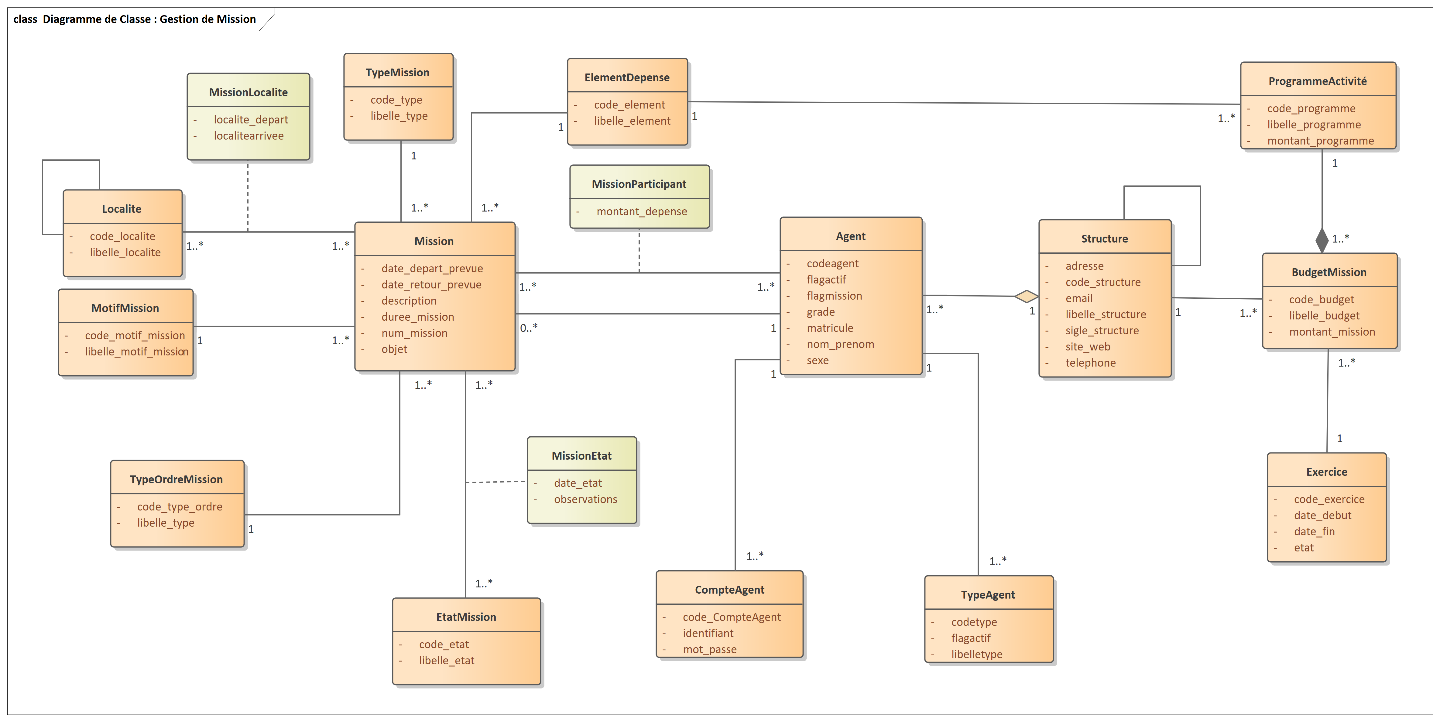 class Diagramme de Classe : Gestion de Mission
MissionLocalite
- localite_depart
- localitearrivee
TypeMission
- code_type
- libelle_type
ElementDepense
- code_element
- libelle_element
ProgrammeActivité
- code_programme
- libelle_programme
- montant_programme
MissionParticipant
- montant_depense
Localite
- code_localite
- libelle_localite
Mission
- date_depart_prevue
- date_retour_prevue
- description
- duree_mission
- num_mission
- objet
Agent
- codeagent
- flagactif
- flagmission
- grade
- matricule
- nom_prenom
- sexe
Structure
- adresse
- code_structure
- email
- libelle_structure
- sigle_structure
- site_web
- telephone
BudgetMission
- code_budget
- libelle_budget
- montant_mission
MotifMission
- code_motif_mission
- libelle_motif_mission
TypeOrdreMission
- code_type_ordre
- libelle_type
MissionEtat
- date_etat
- observations
Exercice
- code_exercice
- date_debut
- date_fin
- etat
EtatMission
- code_etat
- libelle_etat
CompteAgent
- code_CompteAgent
- identifiant
- mot_passe
TypeAgent
- codetype
- flagactif
- libelletype
1
1..*
1
1..*
1
1..*
1..*
1..*
1..*
1..*
0..*
1
1
1..*
1..*
1
1
1..*
1
1..*
1..*
1
1..*
1
1..*
1..*
1
1..*
1
1..*